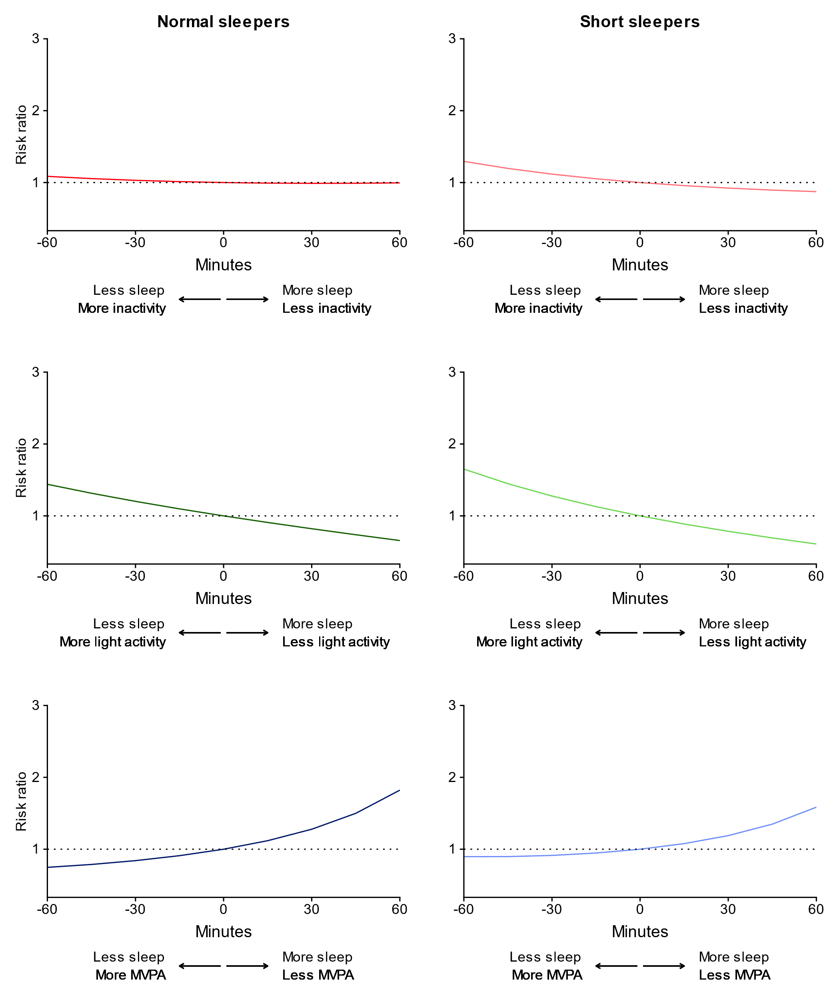 Normal sleepers
Short sleepers
3
2
1
Risk ratio
-60 -30 0 30 60
Minutes
Less sleep
More inactivity
More sleep
Less inactivity
3
2
1
-60 -30 0 30 60
Minutes
Less sleep
More inactivity
More sleep
Less inactivity
3
2
1
Risk ratio
-60 -30 0 30 60
Minutes
Less sleep
More light activity
More sleep
Less light activity
3
2
1
-60 -30 0 30 60
Minutes
Less sleep
More light activity
More sleep
Less light activity
3
2
1
Risk ratio
-60 -30 0 30 60
Minutes
Less sleep
More MVPA
More sleep
Less MVPA
3
2
1
-60 -30 0 30 60
Minutes
Less sleep
More MVPA
More sleep
Less MVPA